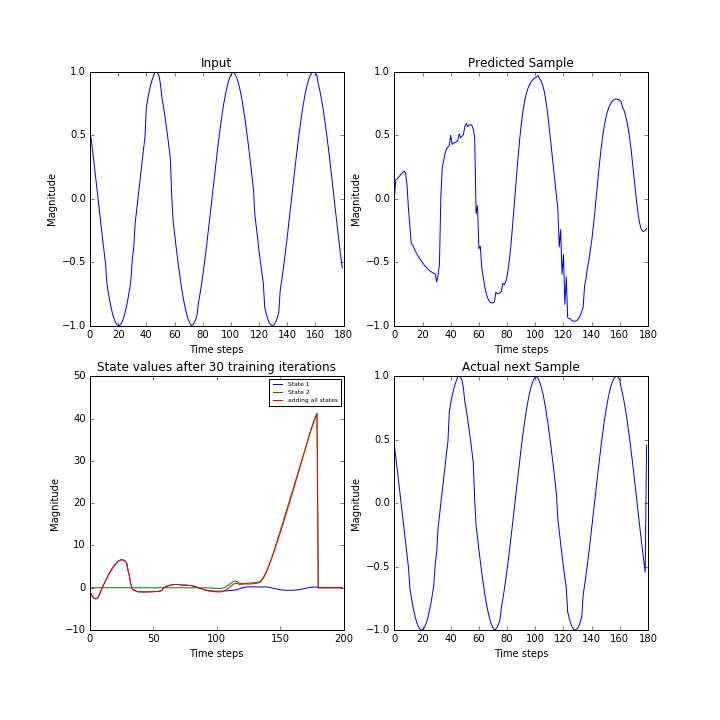 Input
1.0
0.5
0.0
−0.5
−1.0
Magnitude
0 20 40 60 80 100 120 140 160 180
Time steps
Predicted Sample
1.0
0.5
0.0
−0.5
−1.0
Magnitude
0 20 40 60 80 100 120 140 160 180
Time steps
State values after 30 training iterations
50
40
30
20
10
0
−10
Magnitude
State 1
State 2
adding all states
0 50 100 150 200
Time steps
Actual next Sample
1.0
0.5
0.0
−0.5
−1.0
Magnitude
0 20 40 60 80 100 120 140 160 180
Time steps